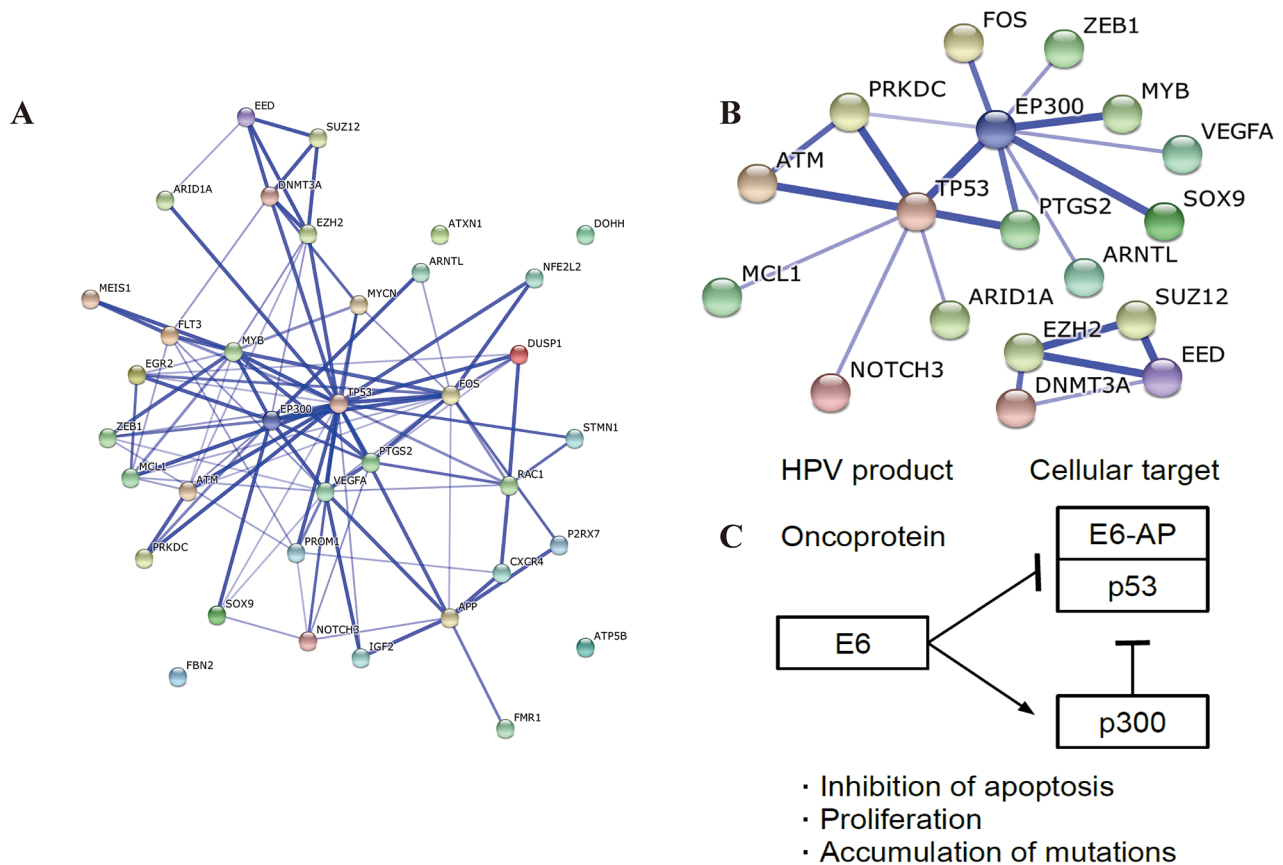 A
EED
SUZ12
ARID1A
DNMT3A
EZH2
ATXN1
DOHH
ARNTL
NFE2L2
MEIS1
MYCN
FLT3
MYB
DUSP1
EGR2
TP53
FOS
EP300
ZEB1
STMN1
PTGS2
MCL1
ATM
VEGFA
RAC1
PRKDC
PROM1
P2RX7
CXCR4
SOX9
APP
NOTCH3
IGF2
ATP5B
FBN2
FMR1
B
FOS
ZEB1
PRKDC
EP300
MYB
VEGFA
ATM
TP53
PTGS2
SOX9
MCL1
ARNTL
ARID1A
SUZ12
EZH2
EED
NOTCH3
DNMT3A
HPV product
Cellular target
C
Oncoprotein
E6-AP
p53
E6
p300
· Inhibition of apoptosis
· Proliferation
· Accumulation of mutations